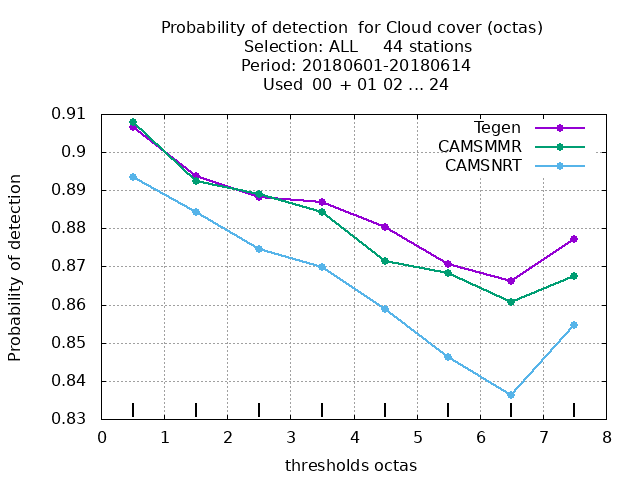 Probability of detection  for Cloud cover (octas)
Selection: ALL     44 stations
Period: 20180601-20180614
Used  00 + 01 02 ... 24
0.91
0.9
0.89
0.88
0.87
0.86
0.85
0.84
0.83
Probability of detection
Tegen
CAMSMMR
CAMSNRT
0 1 2 3 4 5 6 7 8
thresholds octas